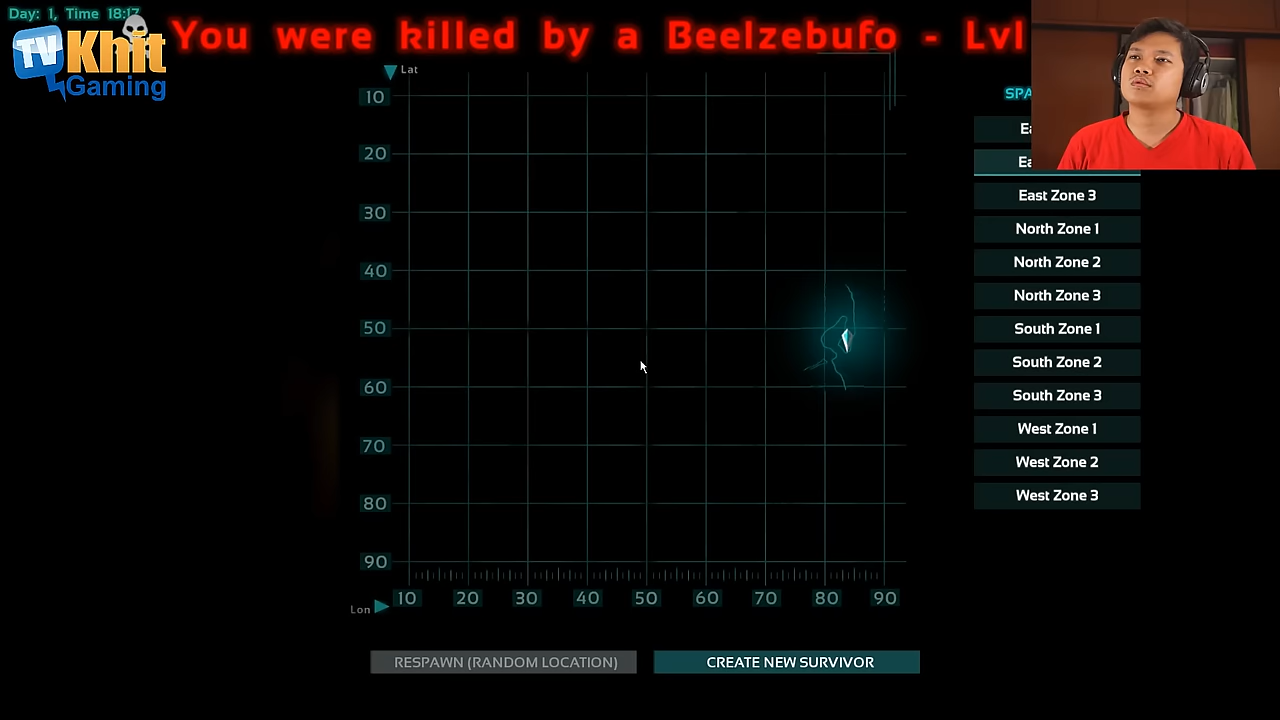 Day: 1, Time 18:17
TV Khit Gaming
You were killed by a Beelzebufo - Lvl
Lat
10
20
30
40
50
60
70
80
90
Lon
10 20 30 40 50 60 70 80 90
East Zone 3
North Zone 1
North Zone 2
North Zone 3
South Zone 1
South Zone 2
South Zone 3
West Zone 1
West Zone 2
West Zone 3
RESPAWN (RANDOM LOCATION)
CREATE NEW SURVIVOR